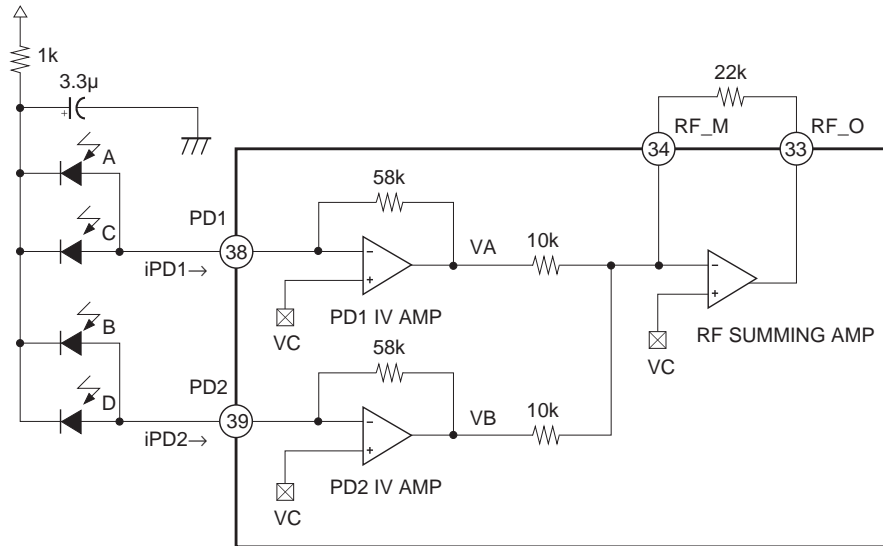 1k
3.3µ
+
22k
RF_M
RF_O
34
33
A
58k
PD1
C
VA
10k
38
iPD1→
−
+
−
+
PD1 IV AMP
VC
RF SUMMING AMP
VC
B
58k
PD2
D
VB
10k
39
iPD2→
−
+
PD2 IV AMP
VC